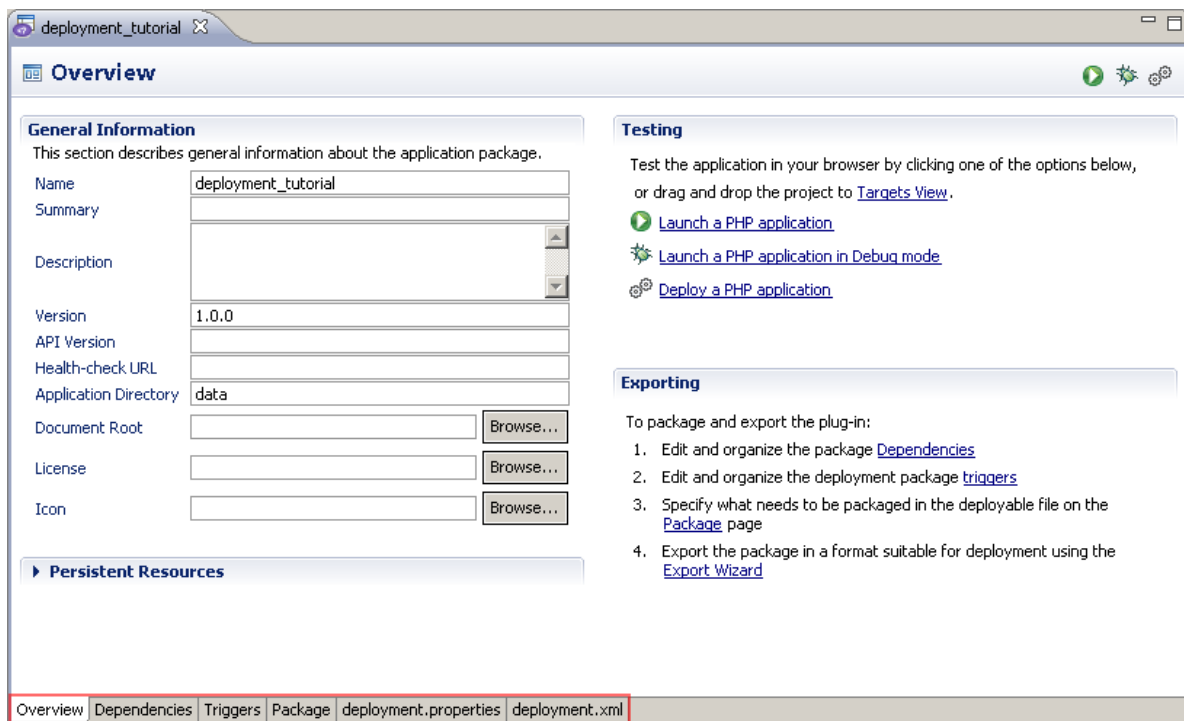 deployment_tutorial
Overview
General Information
This section describes general information about the application package.
Name deployment_tutorial
Summary
Description
Version 1.0.0
API Version
Health-check URL
Application Directory data
Document Root Browse...
License Browse...
Icon Browse...
Persistent Resources
Testing
Test the application in your browser by clicking one of the options below,
or drag and drop the project to Targets View.
Launch a PHP application
Launch a PHP application in Debug mode
Deploy a PHP application
Exporting
To package and export the plug-in:
1. Edit and organize the package Dependencies
2. Edit and organize the deployment package triggers
3. Specify what needs to be packaged in the deployable file on the
Package page
4. Export the package in a format suitable for deployment using the
Export Wizard
Overview Dependencies Triggers Package deployment.properties deployment.xml